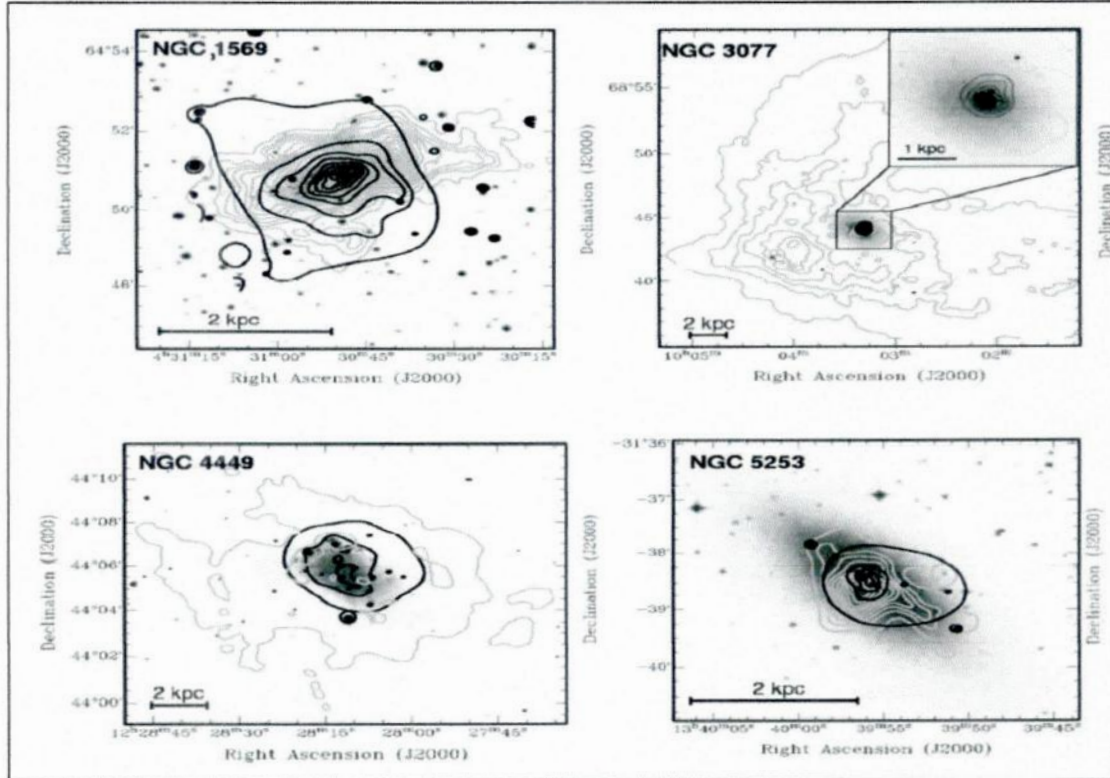 NGC 1569
64°54'
52'
50'
48'
Declination (J2000)
2 kpc
4ʰ31ᵐ15ˢ 31ᵐ00ˢ 30ᵐ45ˢ 30ᵐ30ˢ 30ᵐ15ˢ
Right Ascension (J2000)
NGC 3077
68°55'
50'
45'
40'
Declination (J2000)
1 kpc
2 kpc
10ʰ05ᵐ 04ᵐ 03ᵐ 02ᵐ
Right Ascension (J2000)
Declination (J2000)
NGC 4449
44°10'
44°08'
44°06'
44°04'
44°02'
44°00'
Declination (J2000)
2 kpc
12ʰ28ᵐ45ˢ 28ᵐ30ˢ 28ᵐ15ˢ 28ᵐ00ˢ 27ᵐ45ˢ
Right Ascension (J2000)
NGC 5253
-31°36'
-37'
-38'
-39'
-40'
Declination (J2000)
2 kpc
40ᵐ00ˢ 39ᵐ55ˢ 39ᵐ50ˢ 39ᵐ45ˢ
Right Ascension (J2000)
Declination (J2000)